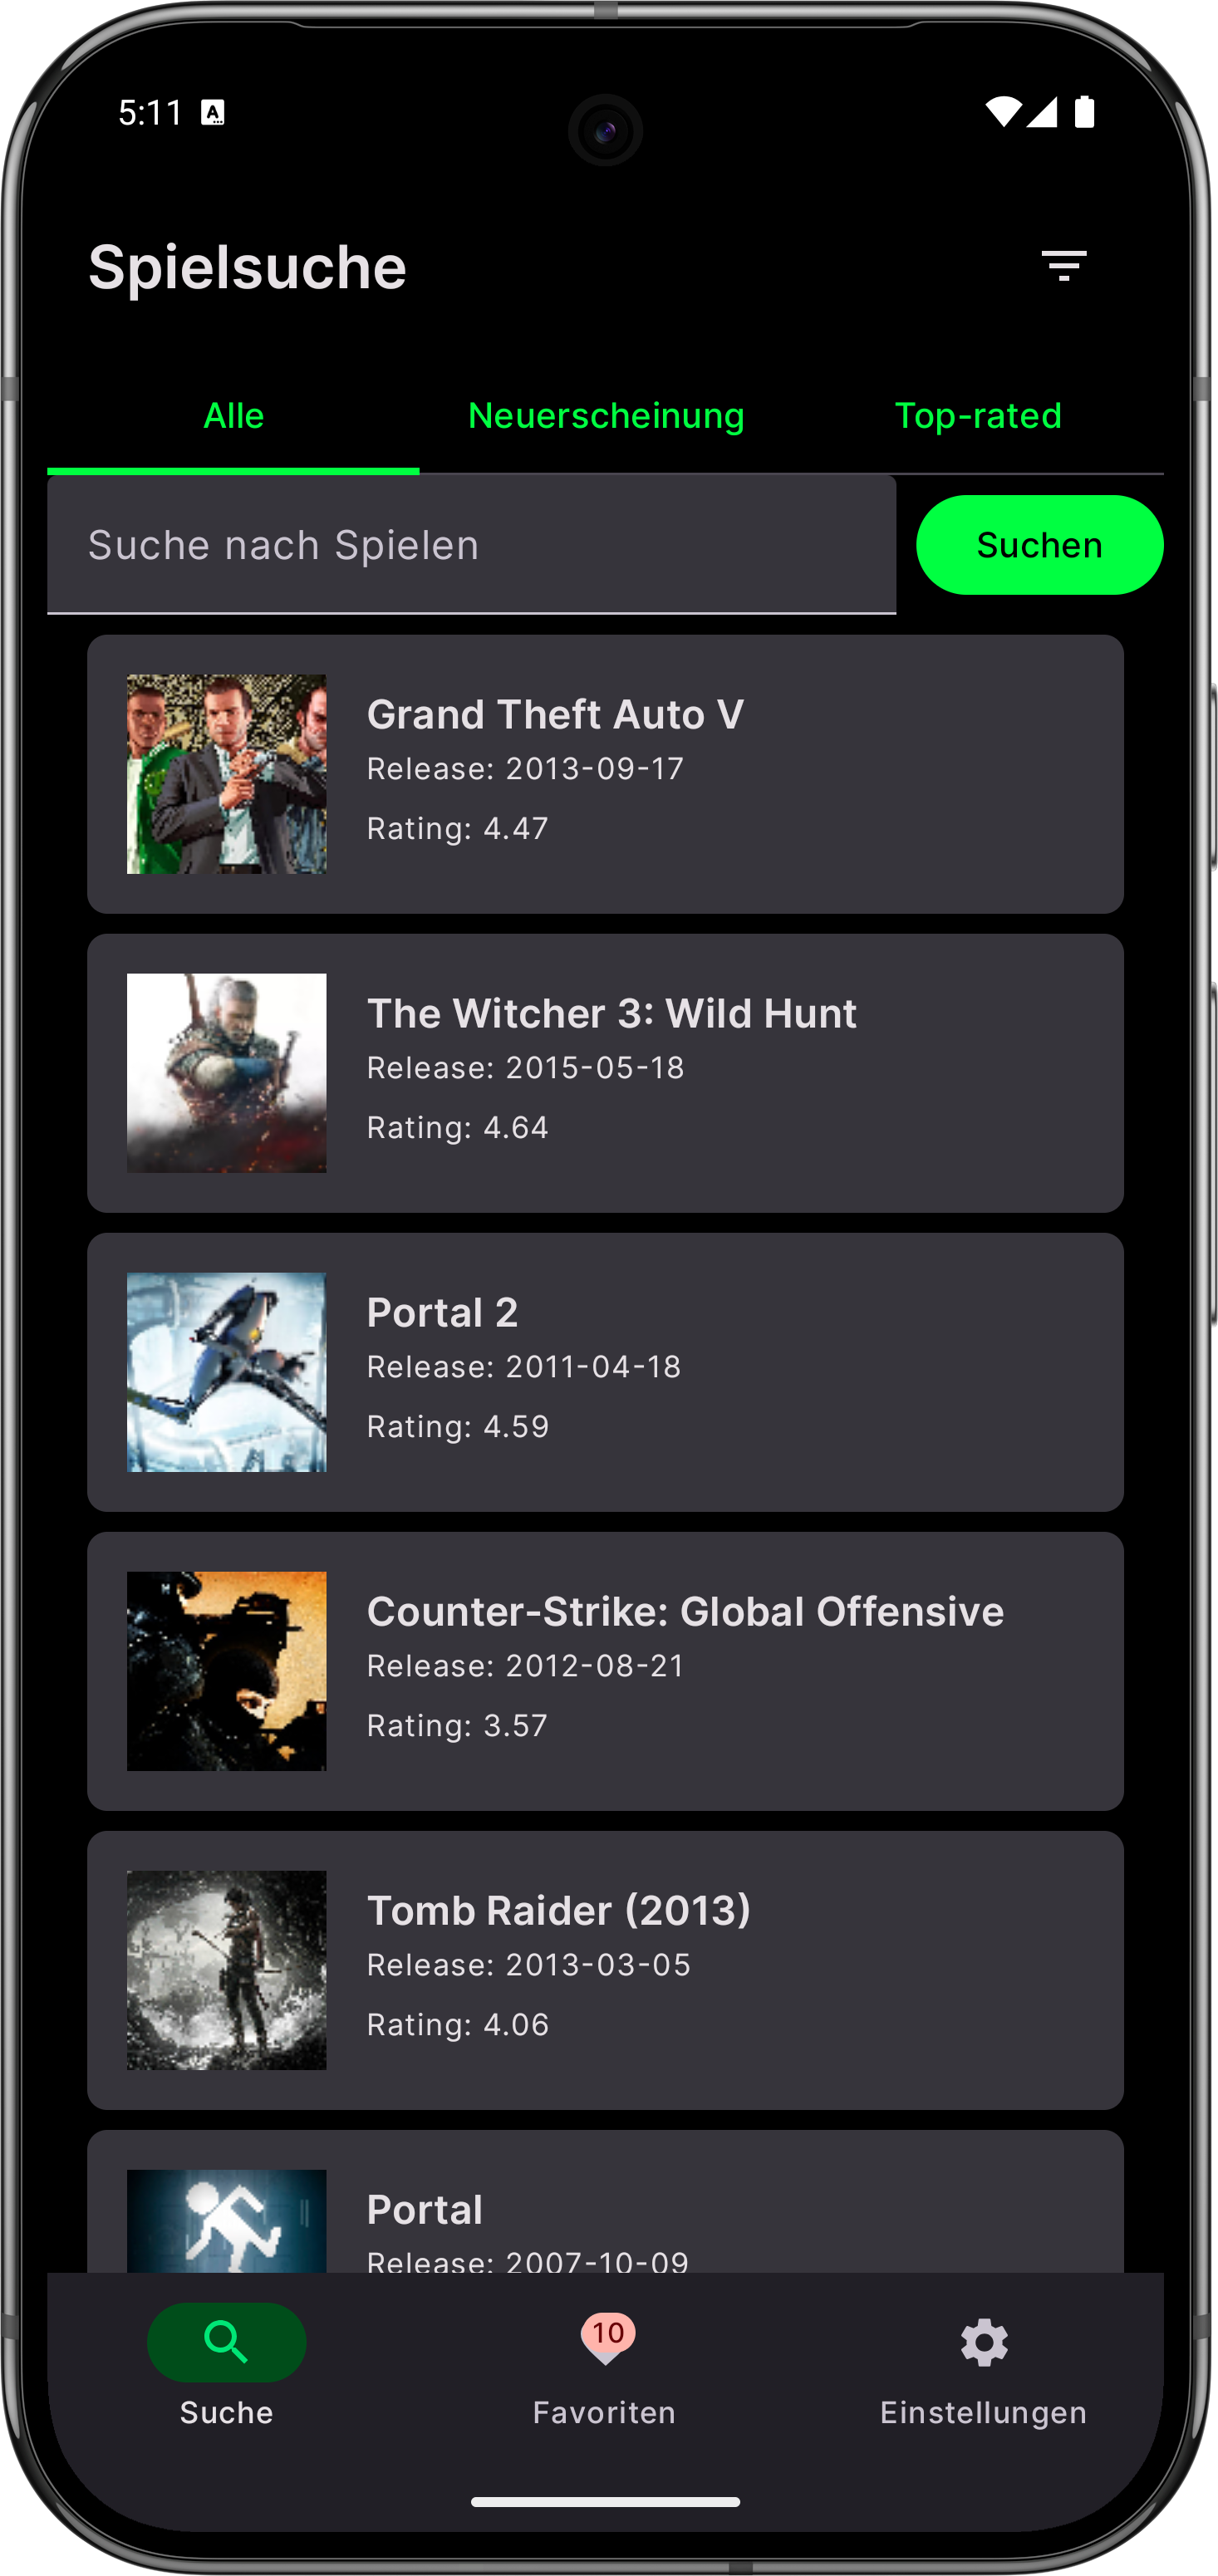 5:11
Spielsuche
Alle Neuerscheinung Top-rated
Suche nach Spielen Suchen
Grand Theft Auto V
Release: 2013-09-17
Rating: 4.47
The Witcher 3: Wild Hunt
Release: 2015-05-18
Rating: 4.64
Portal 2
Release: 2011-04-18
Rating: 4.59
Counter-Strike: Global Offensive
Release: 2012-08-21
Rating: 3.57
Tomb Raider (2013)
Release: 2013-03-05
Rating: 4.06
Portal
Release: 2007-10-09
10
Suche Favoriten Einstellungen